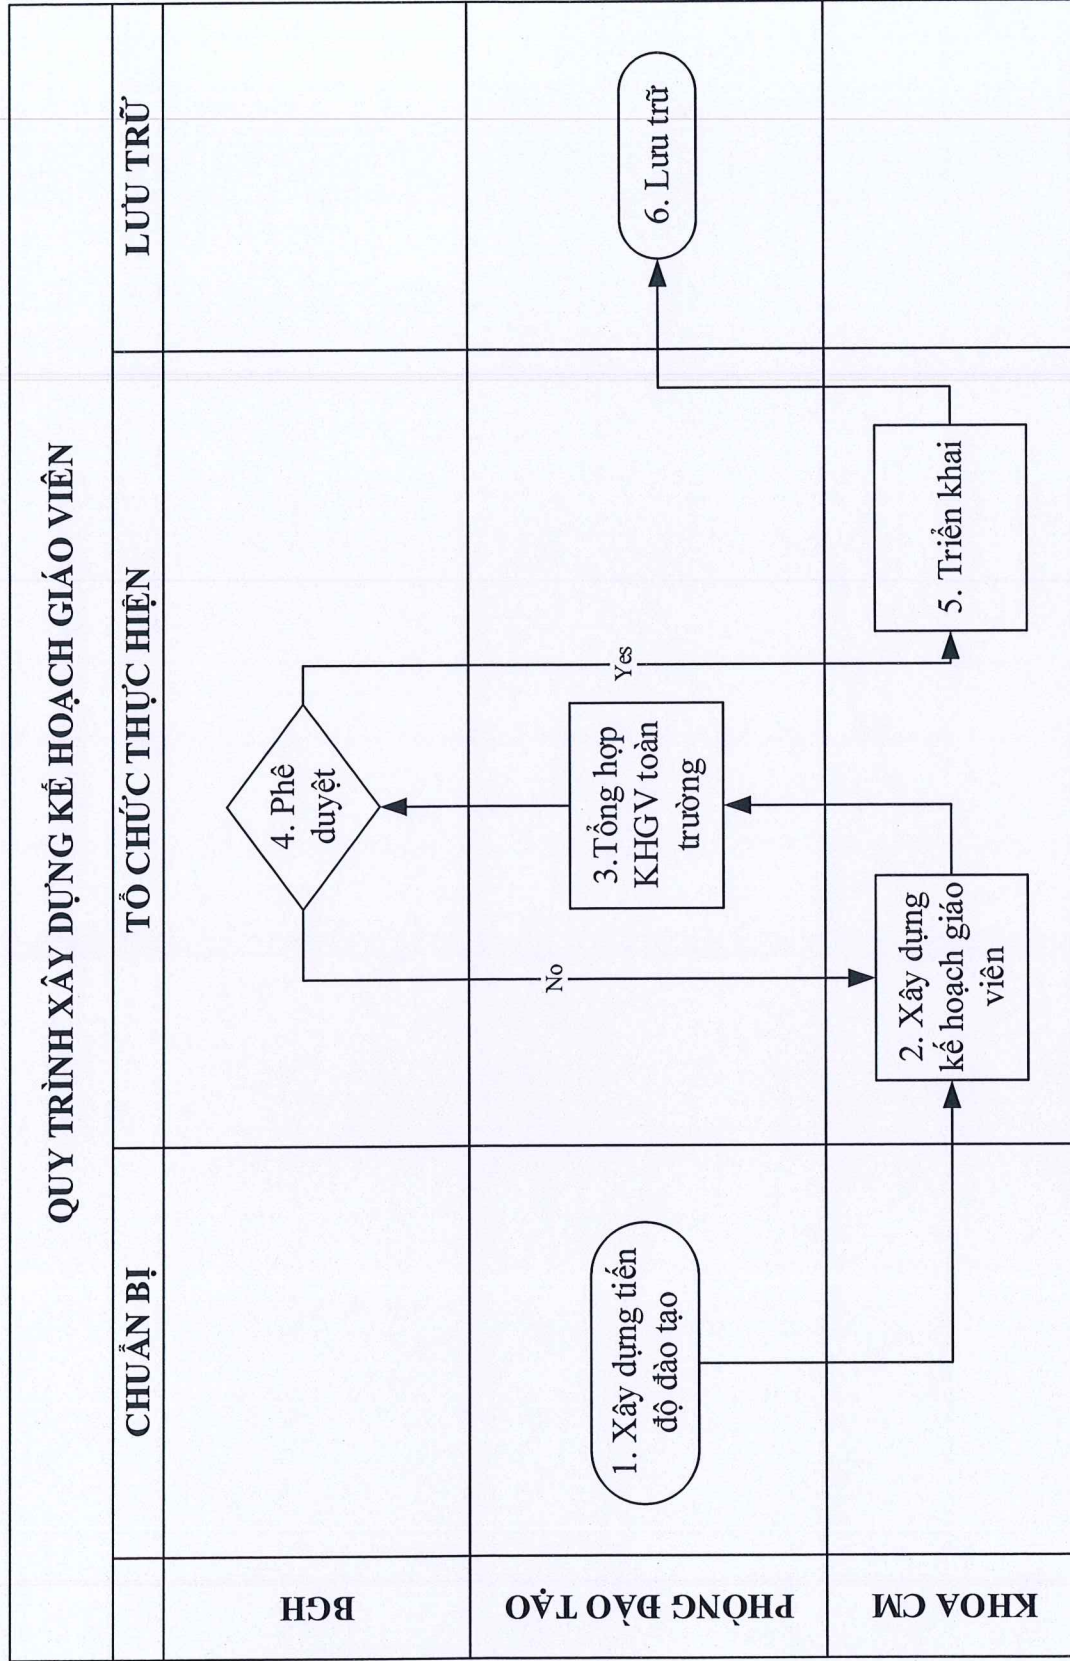 QUY TRÌNH XÂY DỰNG KẾ HOẠCH GIÁO VIÊN
CHUẨN BỊ
TỔ CHỨC THỰC HIỆN
LƯU TRỮ
BGH
4. Phê
duyệt
PHÒNG ĐÀO TẠO
1. Xây dựng tiến
độ đào tạo
No
3.Tổng hợp
KHGV toàn
trường
Yes
6. Lưu trữ
KHOA CM
2. Xây dựng
kế hoạch giáo
viên
5. Triển khai